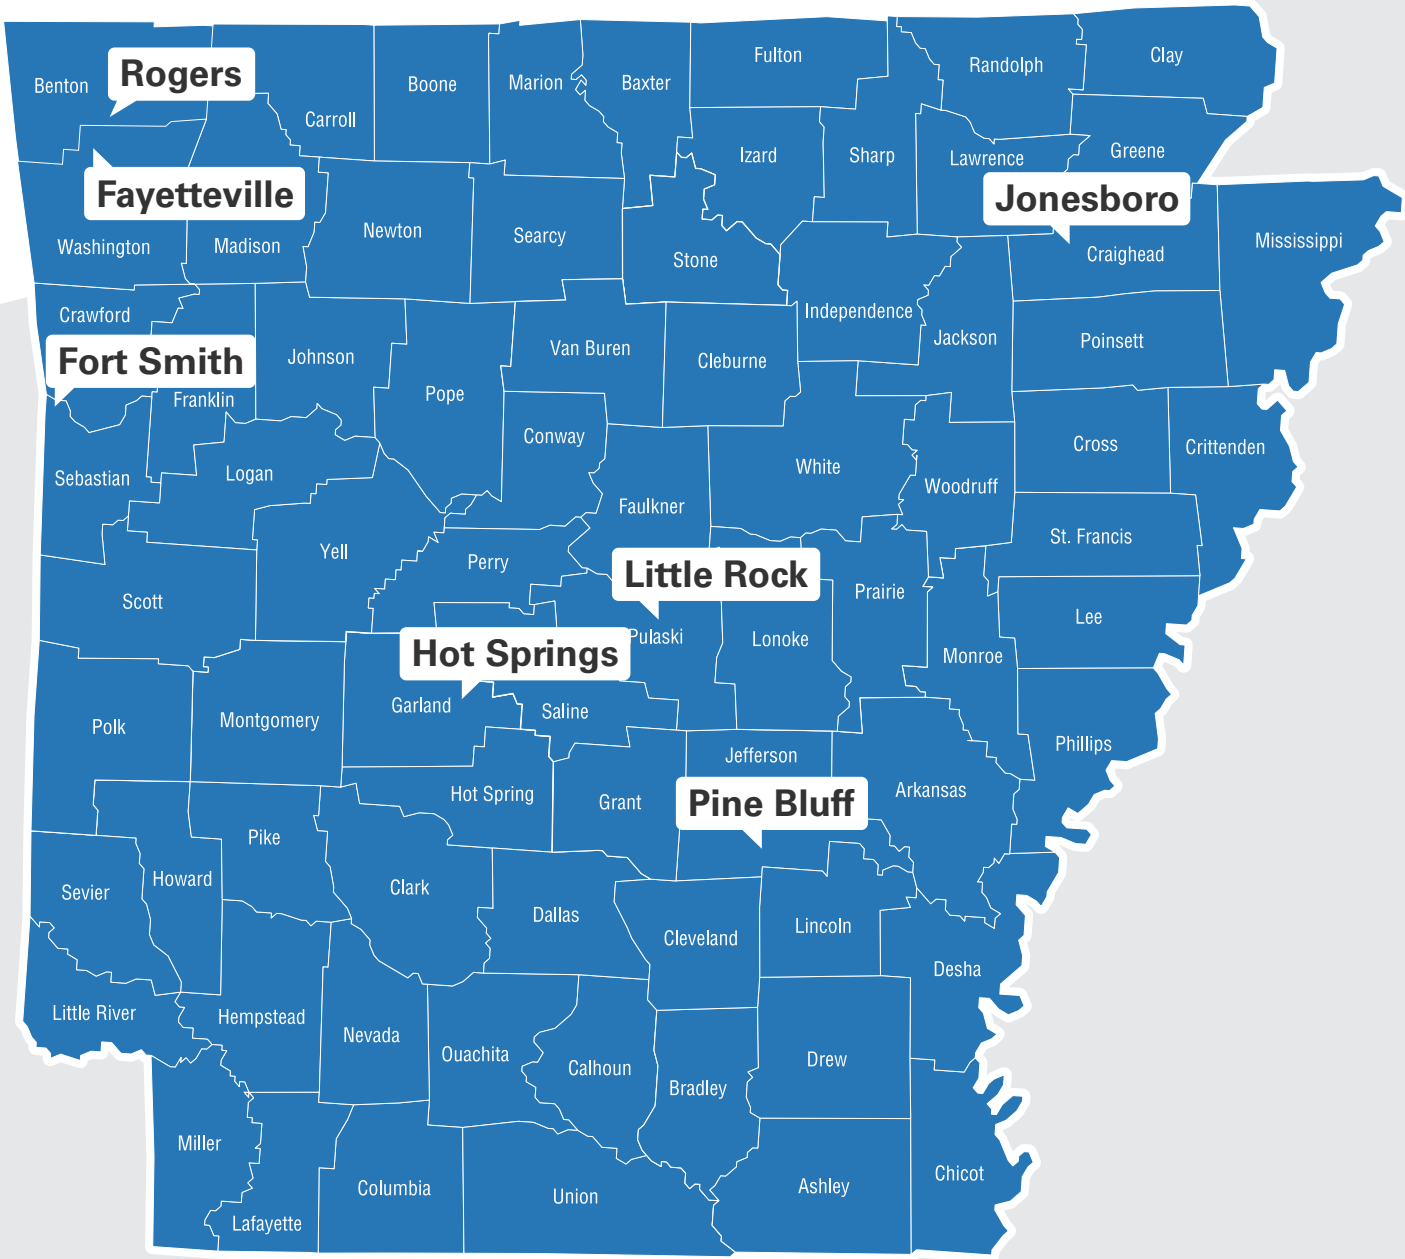 Fulton
Clay
Randolph
Rogers
Benton
Boone
Marion
Baxter
Carroll
Izard
Sharp
Lawrence
Greene
Fayetteville
Jonesboro
Newton
Searcy
Washington
Madison
Stone
Craighead
Mississippi
Crawford
Independence
Fort Smith
Johnson
Van Buren
Cleburne
Jackson
Poinsett
Franklin
Pope
Conway
Cross
Crittenden
Sebastian
Logan
White
Woodruff
Faulkner
St. Francis
Yell
Perry
Little Rock
Prairie
Scott
Lee
Hot Springs
Pulaski
Lonoke
Monroe
Garland
Saline
Polk
Montgomery
Phillips
Jefferson
Hot Spring
Grant
Pine Bluff
Arkansas
Pike
Howard
Sevier
Clark
Dallas
Cleveland
Lincoln
Desha
Little River
Hempstead
Nevada
Ouachita
Calhoun
Drew
Bradley
Miller
Chicot
Columbia
Union
Ashley
Lafayette